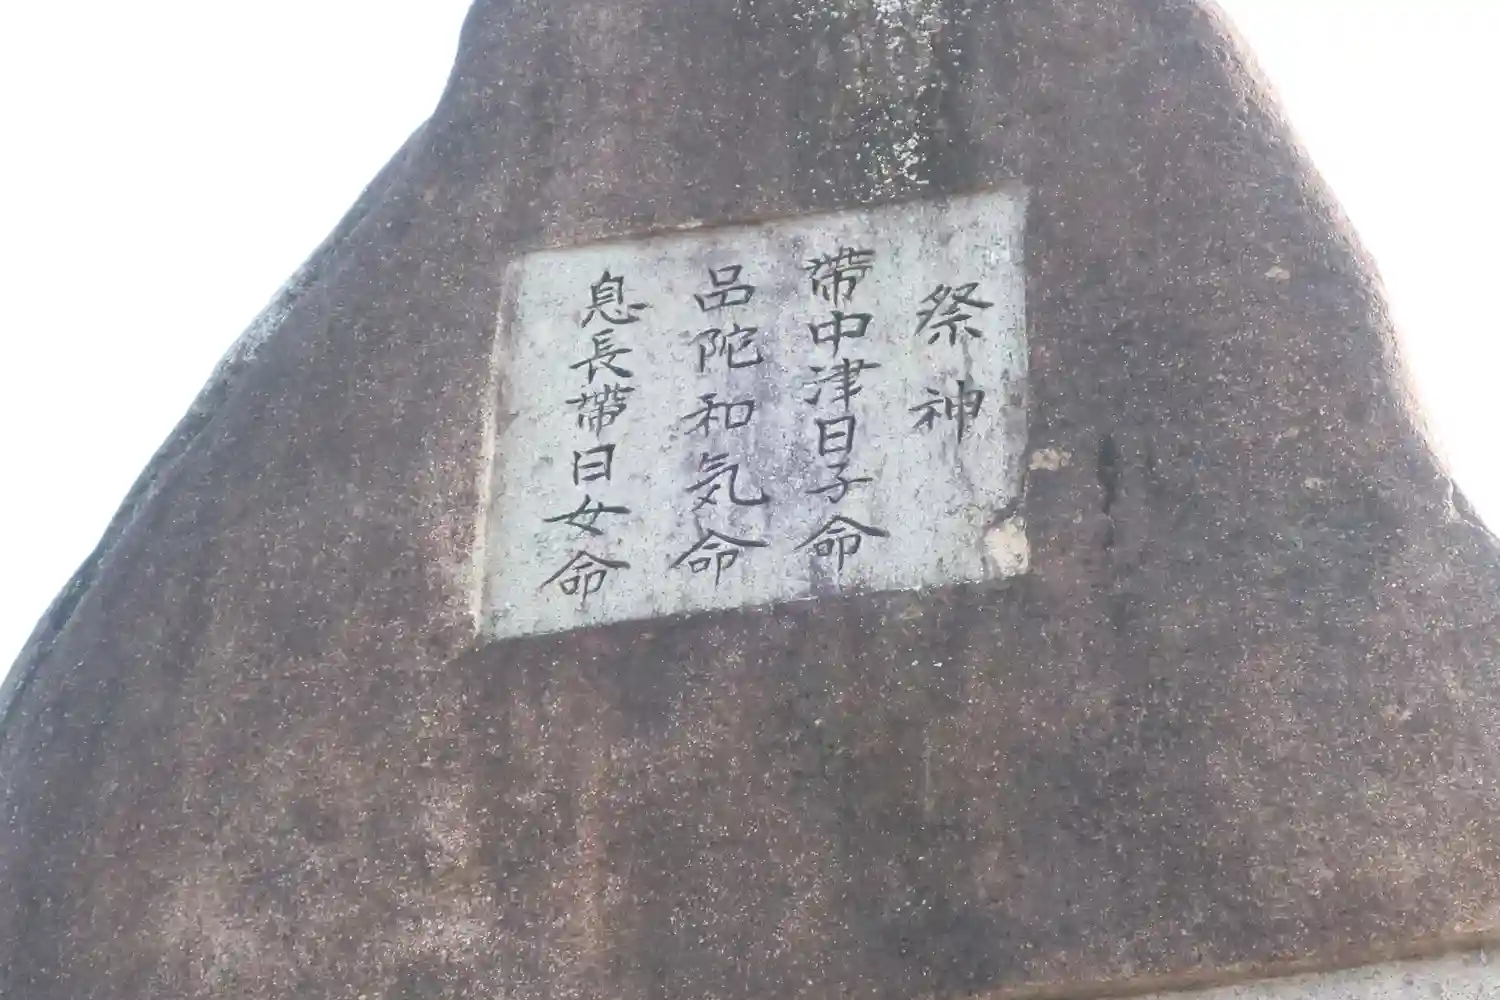 祭神
帯中津日子命
品陀和気命
息長帯日女命